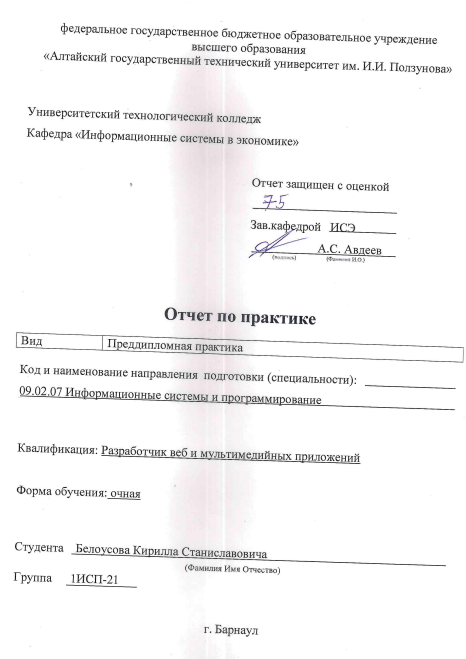 федеральное государственное бюджетное образовательное учреждение
высшего образования
«Алтайский государственный технический университет им. И.И. Ползунова»
Университетский технологический колледж
Кафедра «Информационные системы в экономике»
Отчет защищен с оценкой
75
Зав.кафедрой ИСЭ
А.С. Авдеев
(подпись) (Фамилия И.О.)
Отчет по практике
Вид Преддипломная практика
Код и наименование направления подготовки (специальности):
09.02.07 Информационные системы и программирование
Квалификация: Разработчик веб и мультимедийных приложений
Форма обучения: очная
Студента Белоусова Кирилла Станиславовича
(Фамилия Имя Отчество)
Группа 1ИСП-21
г. Барнаул